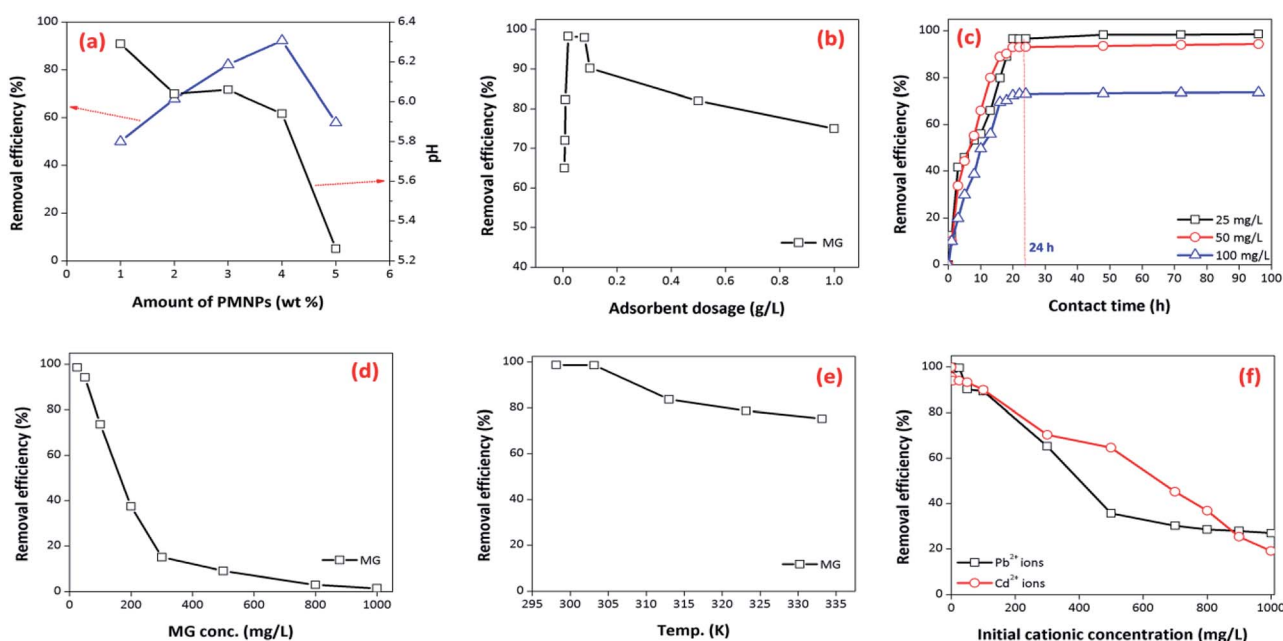 (a)
Removal efficiency (%)
100
80
60
40
20
0
6.4
6.3
6.2
6.0
5.8
5.6
5.4
5.2
pH
0 1 2 3 4 5 6
Amount of PMNPs (wt %)
(b)
Removal efficiency (%)
100
90
80
70
60
50
40
MG
0.0 0.2 0.4 0.6 0.8 1.0
Adsorbent dosage (g/L)
(c)
Removal efficiency (%)
100
80
60
40
20
0
25 mg/L
50 mg/L
100 mg/L
24 h
0 10 20 30 40 50 60 70 80 90 100
Contact time (h)
(d)
Removal efficiency (%)
100
80
60
40
20
0
MG
0 200 400 600 800 1000
MG conc. (mg/L)
(e)
Removal efficiency (%)
100
80
60
40
20
0
MG
295 300 305 310 315 320 325 330 335
Temp. (K)
(f)
Removal efficiency (%)
100
80
60
40
20
0
Pb²⁺ ions
Cd²⁺ ions
0 200 400 600 800 1000
Initial cationic concentration (mg/L)